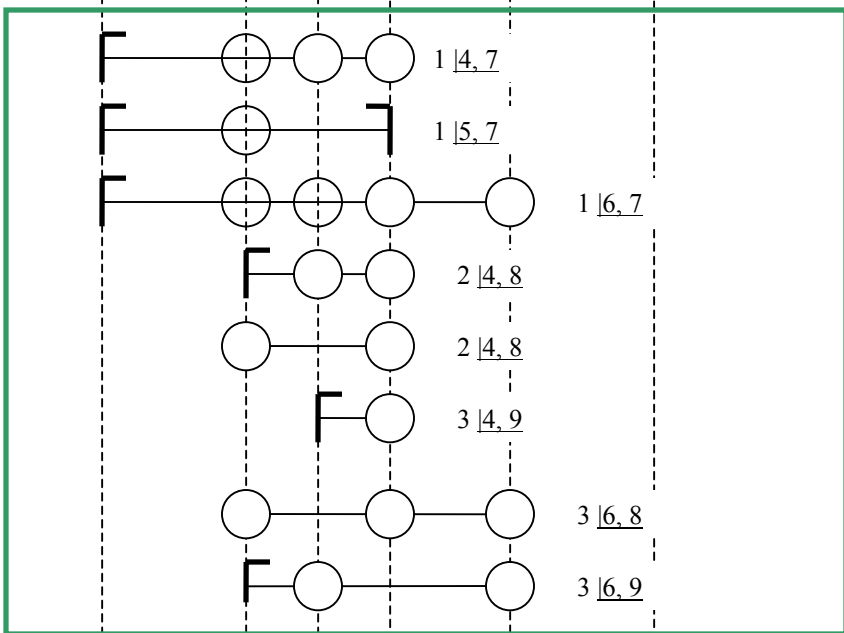 1 |4, 7
1 |5, 7
1 |6, 7
2 |4, 8
2 |4, 8
3 |4, 9
3 |6, 8
3 |6, 9